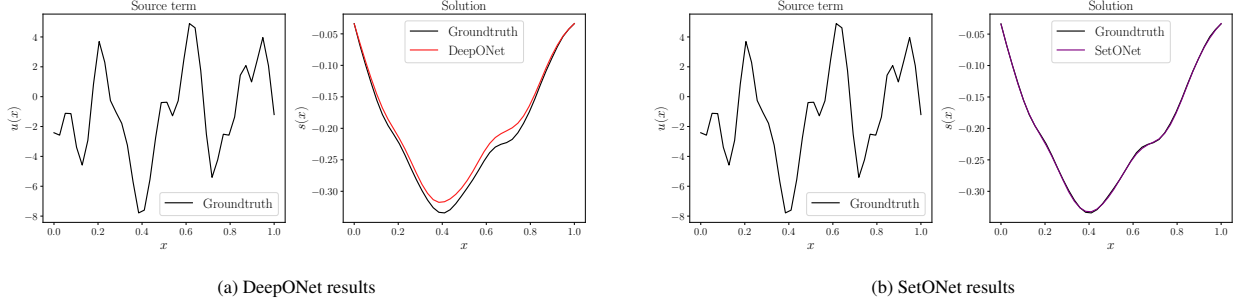 Source term
u(x)
4
2
0
−2
−4
−6
−8
Groundtruth
0.0 0.2 0.4 0.6 0.8 1.0
x
Solution
s(x)
−0.05
−0.10
−0.15
−0.20
−0.25
−0.30
Groundtruth
DeepONet
0.0 0.2 0.4 0.6 0.8 1.0
x
(a) DeepONet results
Source term
u(x)
4
2
0
−2
−4
−6
−8
Groundtruth
0.0 0.2 0.4 0.6 0.8 1.0
x
Solution
s(x)
−0.05
−0.10
−0.15
−0.20
−0.25
−0.30
Groundtruth
SetONet
0.0 0.2 0.4 0.6 0.8 1.0
x
(b) SetONet results